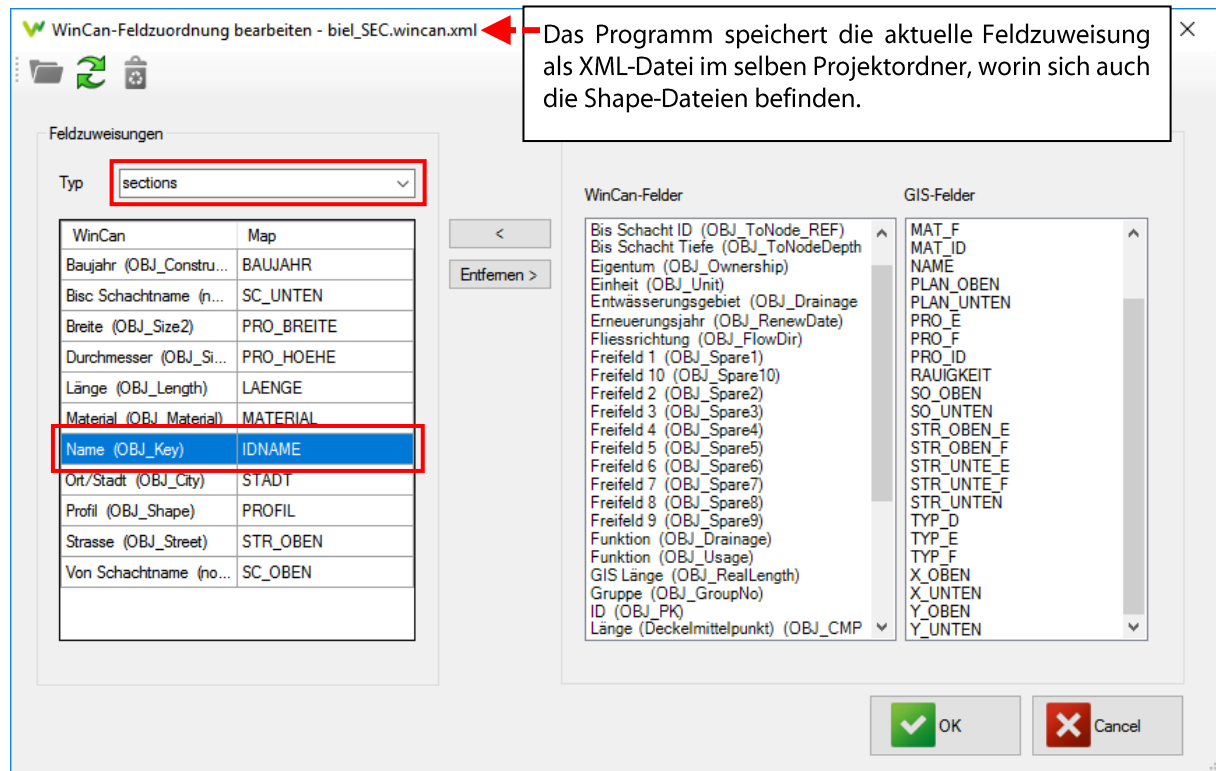 WinCan-Feldzuordnung bearbeiten - biel_SEC.wincan.xml
Das Programm speichert die aktuelle Feldzuweisung
als XML-Datei im selben Projektordner, worin sich auch
die Shape-Dateien befinden.
Feldzuweisungen
Typ sections
WinCan Map
Baujahr (OBJ_Constru... BAUJAHR
Bisc Schachtname (n... SC_UNTEN
Breite (OBJ_Size2) PRO_BREITE
Durchmesser (OBJ_Si... PRO_HOEHE
Länge (OBJ_Length) LAENGE
Material (OBJ_Material) MATERIAL
Name (OBJ_Key) IDNAME
Ort/Stadt (OBJ_City) STADT
Profil (OBJ_Shape) PROFIL
Strasse (OBJ_Street) STR_OBEN
Von Schachtname (no... SC_OBEN
<
Entfernen >
WinCan-Felder
Bis Schacht ID (OBJ_ToNode_REF)
Bis Schacht Tiefe (OBJ_ToNodeDepth
Eigentum (OBJ_Ownership)
Einheit (OBJ_Unit)
Entwässerungsgebiet (OBJ_Drainage
Erneuerungsjahr (OBJ_RenewDate)
Fliessrichtung (OBJ_FlowDir)
Freifeld 1 (OBJ_Spare1)
Freifeld 10 (OBJ_Spare10)
Freifeld 2 (OBJ_Spare2)
Freifeld 3 (OBJ_Spare3)
Freifeld 4 (OBJ_Spare4)
Freifeld 5 (OBJ_Spare5)
Freifeld 6 (OBJ_Spare6)
Freifeld 7 (OBJ_Spare7)
Freifeld 8 (OBJ_Spare8)
Freifeld 9 (OBJ_Spare9)
Funktion (OBJ_Drainage)
Funktion (OBJ_Usage)
GIS Länge (OBJ_RealLength)
Gruppe (OBJ_GroupNo)
ID (OBJ_PK)
Länge (Deckelmittelpunkt) (OBJ_CMP
GIS-Felder
MAT_F
MAT_ID
NAME
PLAN_OBEN
PLAN_UNTEN
PRO_E
PRO_F
PRO_ID
RAUIGKEIT
SO_OBEN
SO_UNTEN
STR_OBEN_E
STR_OBEN_F
STR_UNTE_E
STR_UNTE_F
STR_UNTEN
TYP_D
TYP_E
TYP_F
X_OBEN
X_UNTEN
Y_OBEN
Y_UNTEN
OK
Cancel